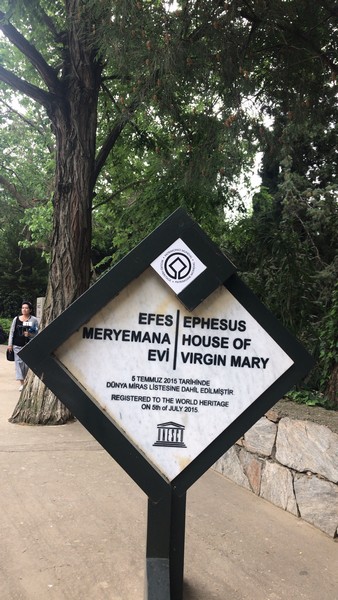 EFES
MERYEMANA
EVİ
EPHESUS
HOUSE OF
VIRGIN MARY
5 TEMMUZ 2015 TARİHİNDE
DÜNYA MİRAS LİSTESİNE DAHİL EDİLMİŞTİR
REGISTERED TO THE WORLD HERITAGE
ON 5th of JULY 2015